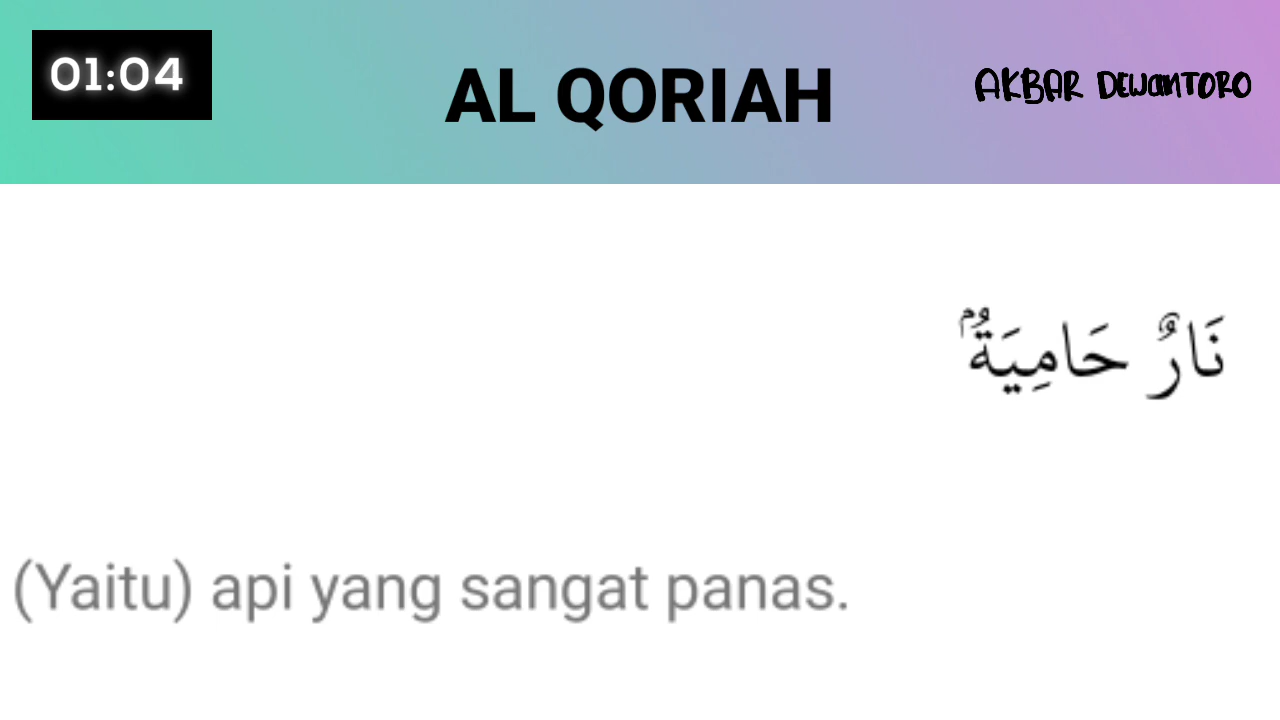 01:04
AL QORIAH
AKBAR DEWANTORO
نَارٌ حَامِيَةٌ ࣖ
(Yaitu) api yang sangat panas.